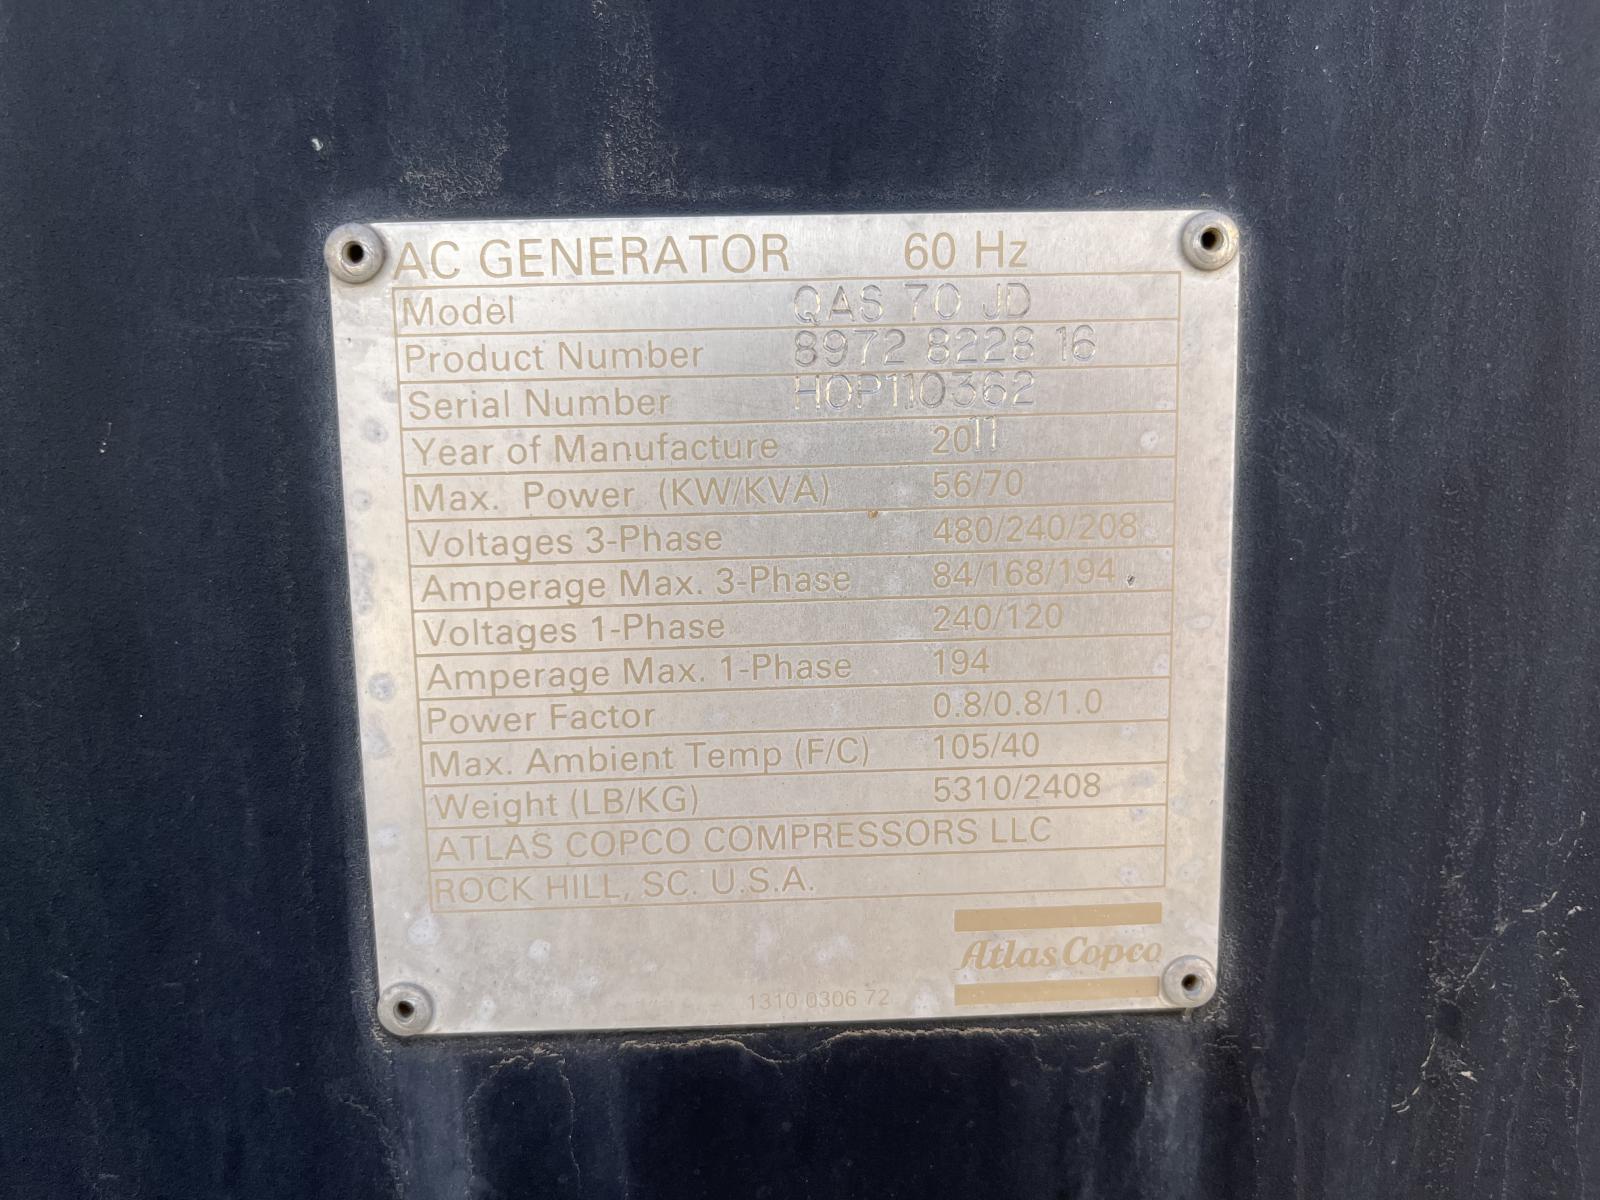 AC GENERATOR 60 Hz
Model QAS 70 JD
Product Number 8972 8228 16
Serial Number HOP110362
Year of Manufacture 2011
Max. Power (KW/KVA) 56/70
Voltages 3-Phase 480/240/208
Amperage Max. 3-Phase 84/168/194
Voltages 1-Phase 240/120
Amperage Max. 1-Phase 194
Power Factor 0.8/0.8/1.0
Max. Ambient Temp (F/C) 105/40
Weight (LB/KG) 5310/2408
ATLAS COPCO COMPRESSORS LLC
ROCK HILL, SC. U.S.A.
Atlas Copco
1310 0306 72